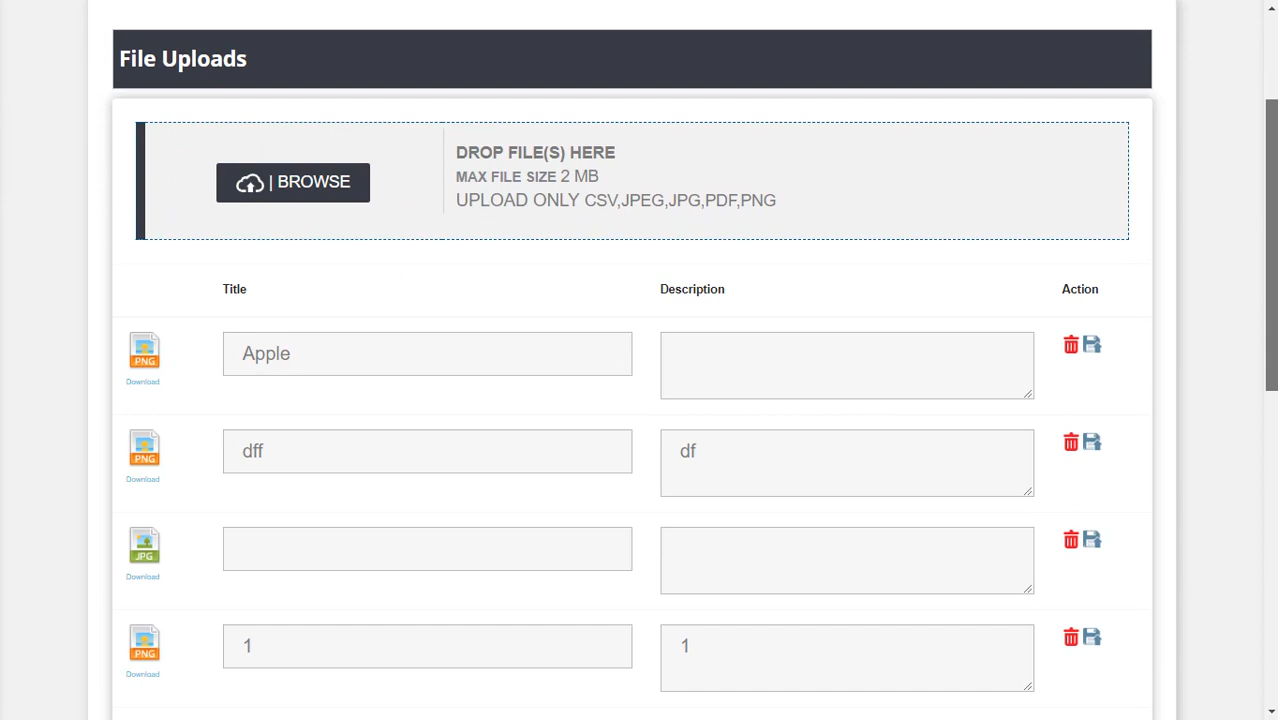 File Uploads
| BROWSE
DROP FILE(S) HERE
MAX FILE SIZE 2 MB
UPLOAD ONLY CSV,JPEG,JPG,PDF,PNG
Title Description Action
PNG
Apple
Download
PNG
dff df
Download
JPG
Download
PNG
1 1
Download